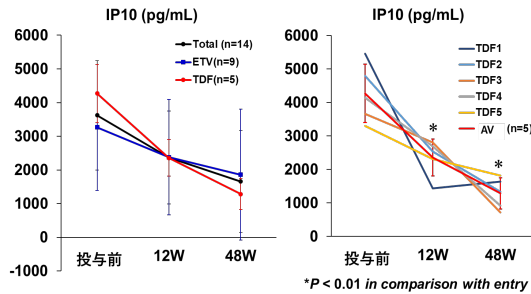 IP10 (pg/mL)
Total (n=14)
ETV(n=9)
TDF(n=5)
6000
5000
4000
3000
2000
1000
0
-1000
投与前
12W
48W
IP10 (pg/mL)
TDF1
TDF2
TDF3
TDF4
TDF5
AV (n=5)
6000
5000
4000
3000
2000
1000
0
*
*
投与前
12W
48W
*P < 0.01 in comparison with entry